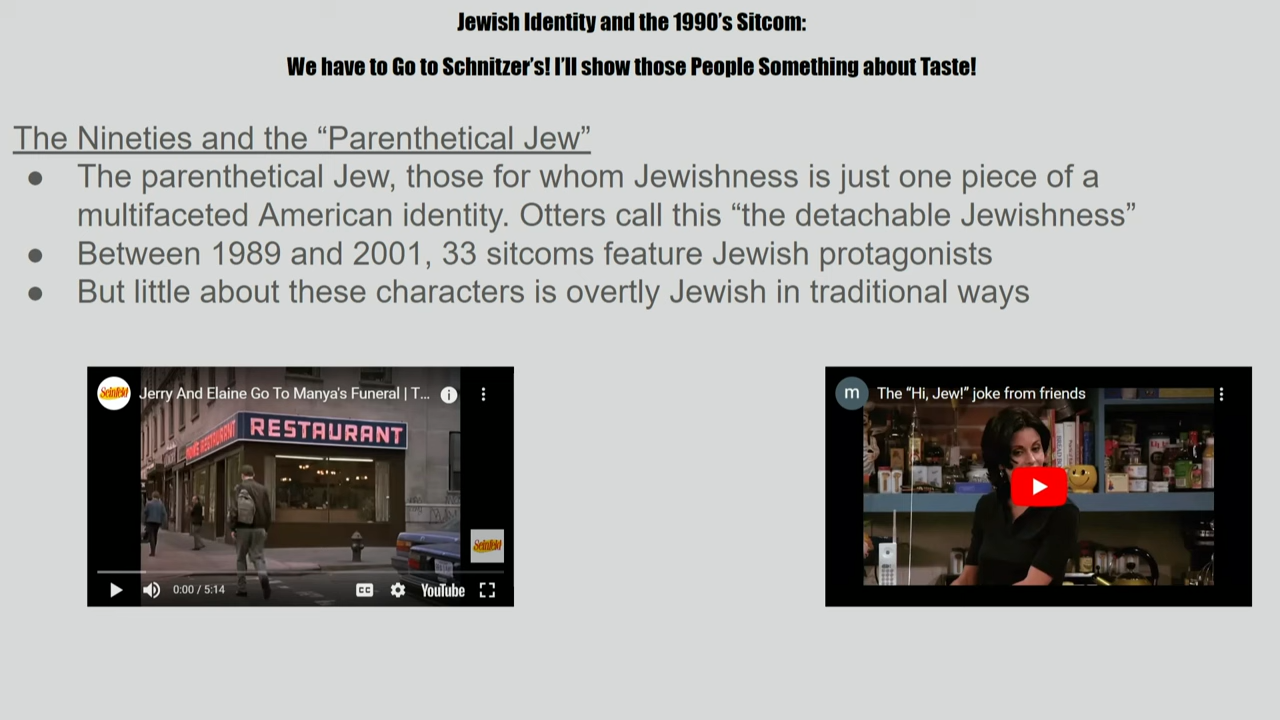 Jewish Identity and the 1990's Sitcom:
We have to Go to Schnitzer's! I'll show those People Something about Taste!
The Nineties and the “Parenthetical Jew”
● The parenthetical Jew, those for whom Jewishness is just one piece of a
multifaceted American identity. Otters call this “the detachable Jewishness”
● Between 1989 and 2001, 33 sitcoms feature Jewish protagonists
● But little about these characters is overtly Jewish in traditional ways
Seinfeld
Jerry And Elaine Go To Manya's Funeral | T...
RESTAURANT
RESTAURANT
Seinfeld
0:00 / 5:14
CC
YouTube
m
The “Hi, Jew!” joke from friends